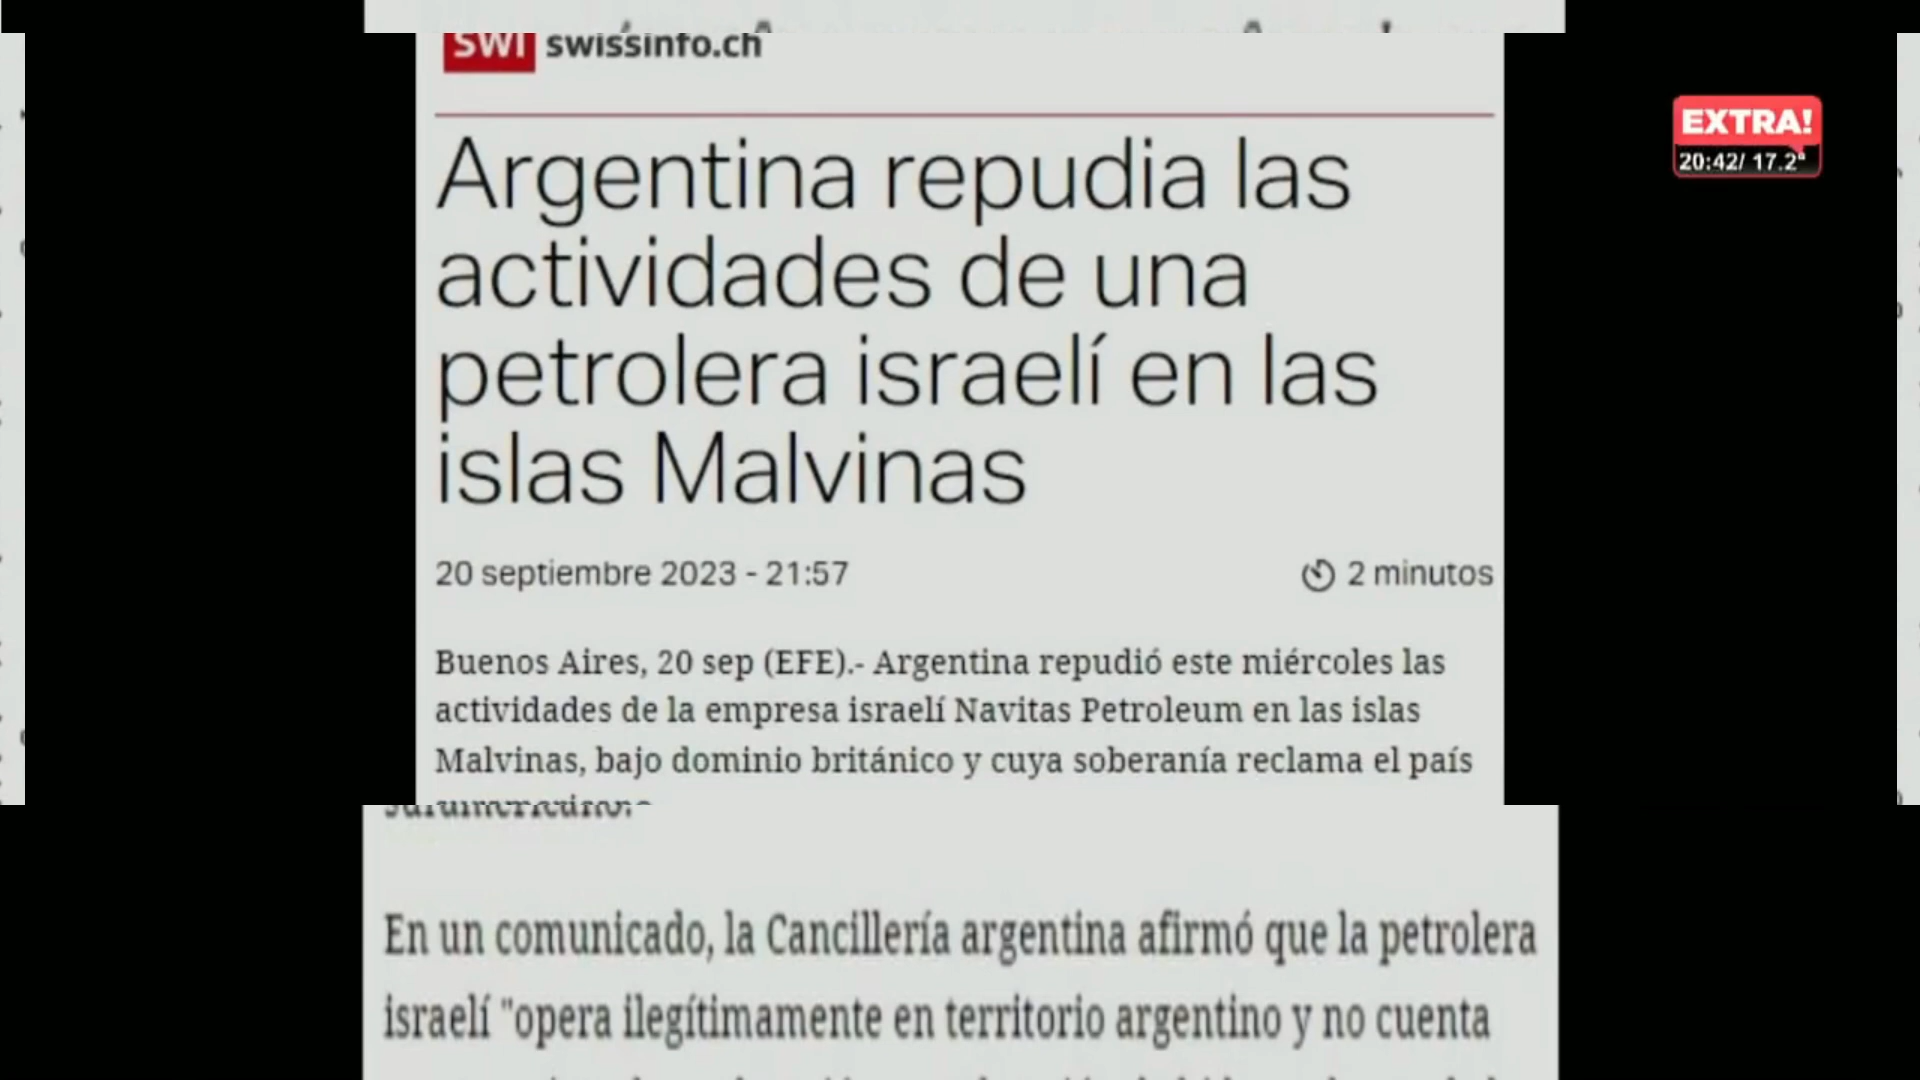 SWI swissinfo.ch
EXTRA!
20:42/ 17.2°
Argentina repudia las
actividades de una
petrolera israelí en las
islas Malvinas
20 septiembre 2023 - 21:57
2 minutos
Buenos Aires, 20 sep (EFE).- Argentina repudió este miércoles las
actividades de la empresa israelí Navitas Petroleum en las islas
Malvinas, bajo dominio británico y cuya soberanía reclama el país
En un comunicado, la Cancillería argentina afirmó que la petrolera
israelí "opera ilegítimamente en territorio argentino y no cuenta